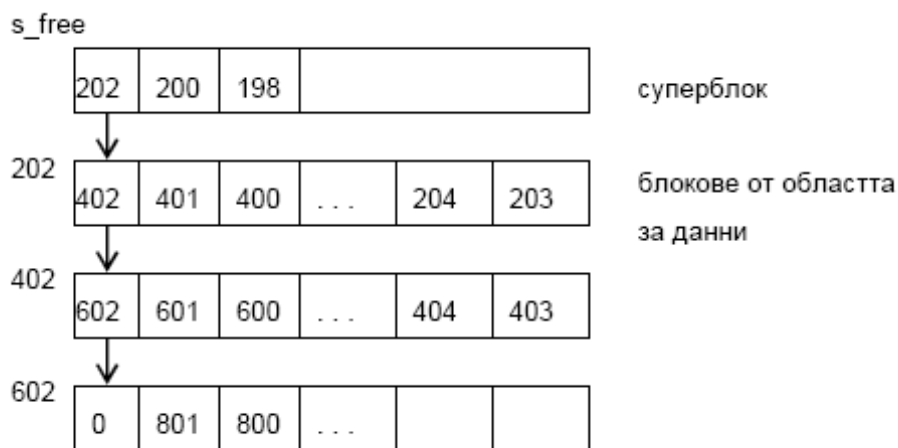 s_free
202 200 198 суперблок
202
402 401 400 ... 204 203 блокове от областта
за данни
402
602 601 600 ... 404 403
602
0 801 800 ...